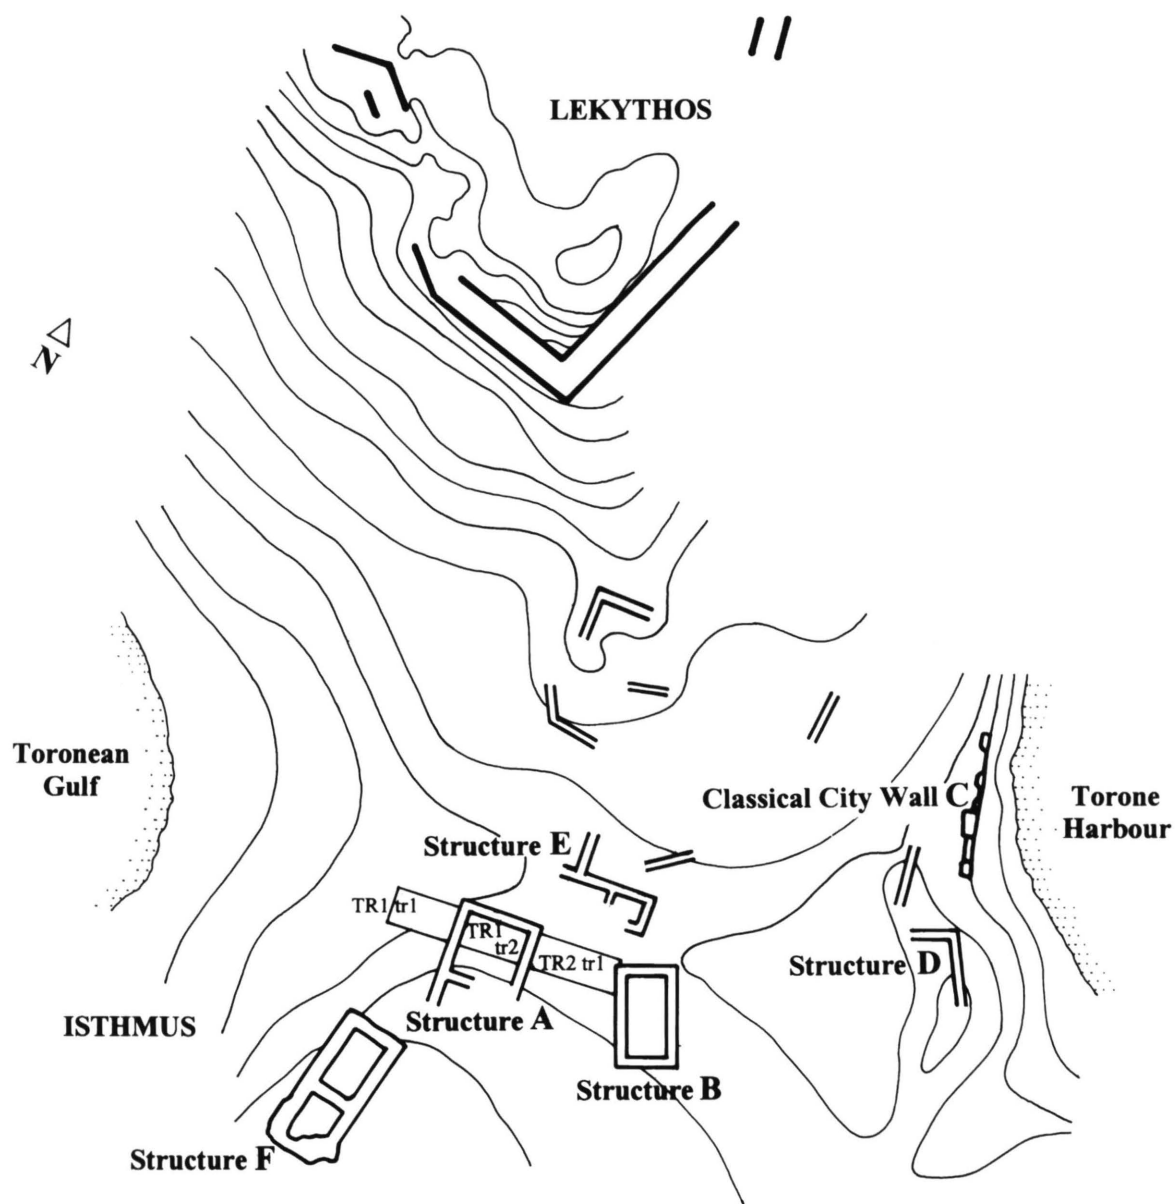 LEKYTHOS
N
Toronean
Gulf
Classical City Wall C
Torone
Harbour
Structure E
TR1 tr1
TR1
tr2
TR2 tr1
Structure D
ISTHMUS
Structure A
Structure B
Structure F